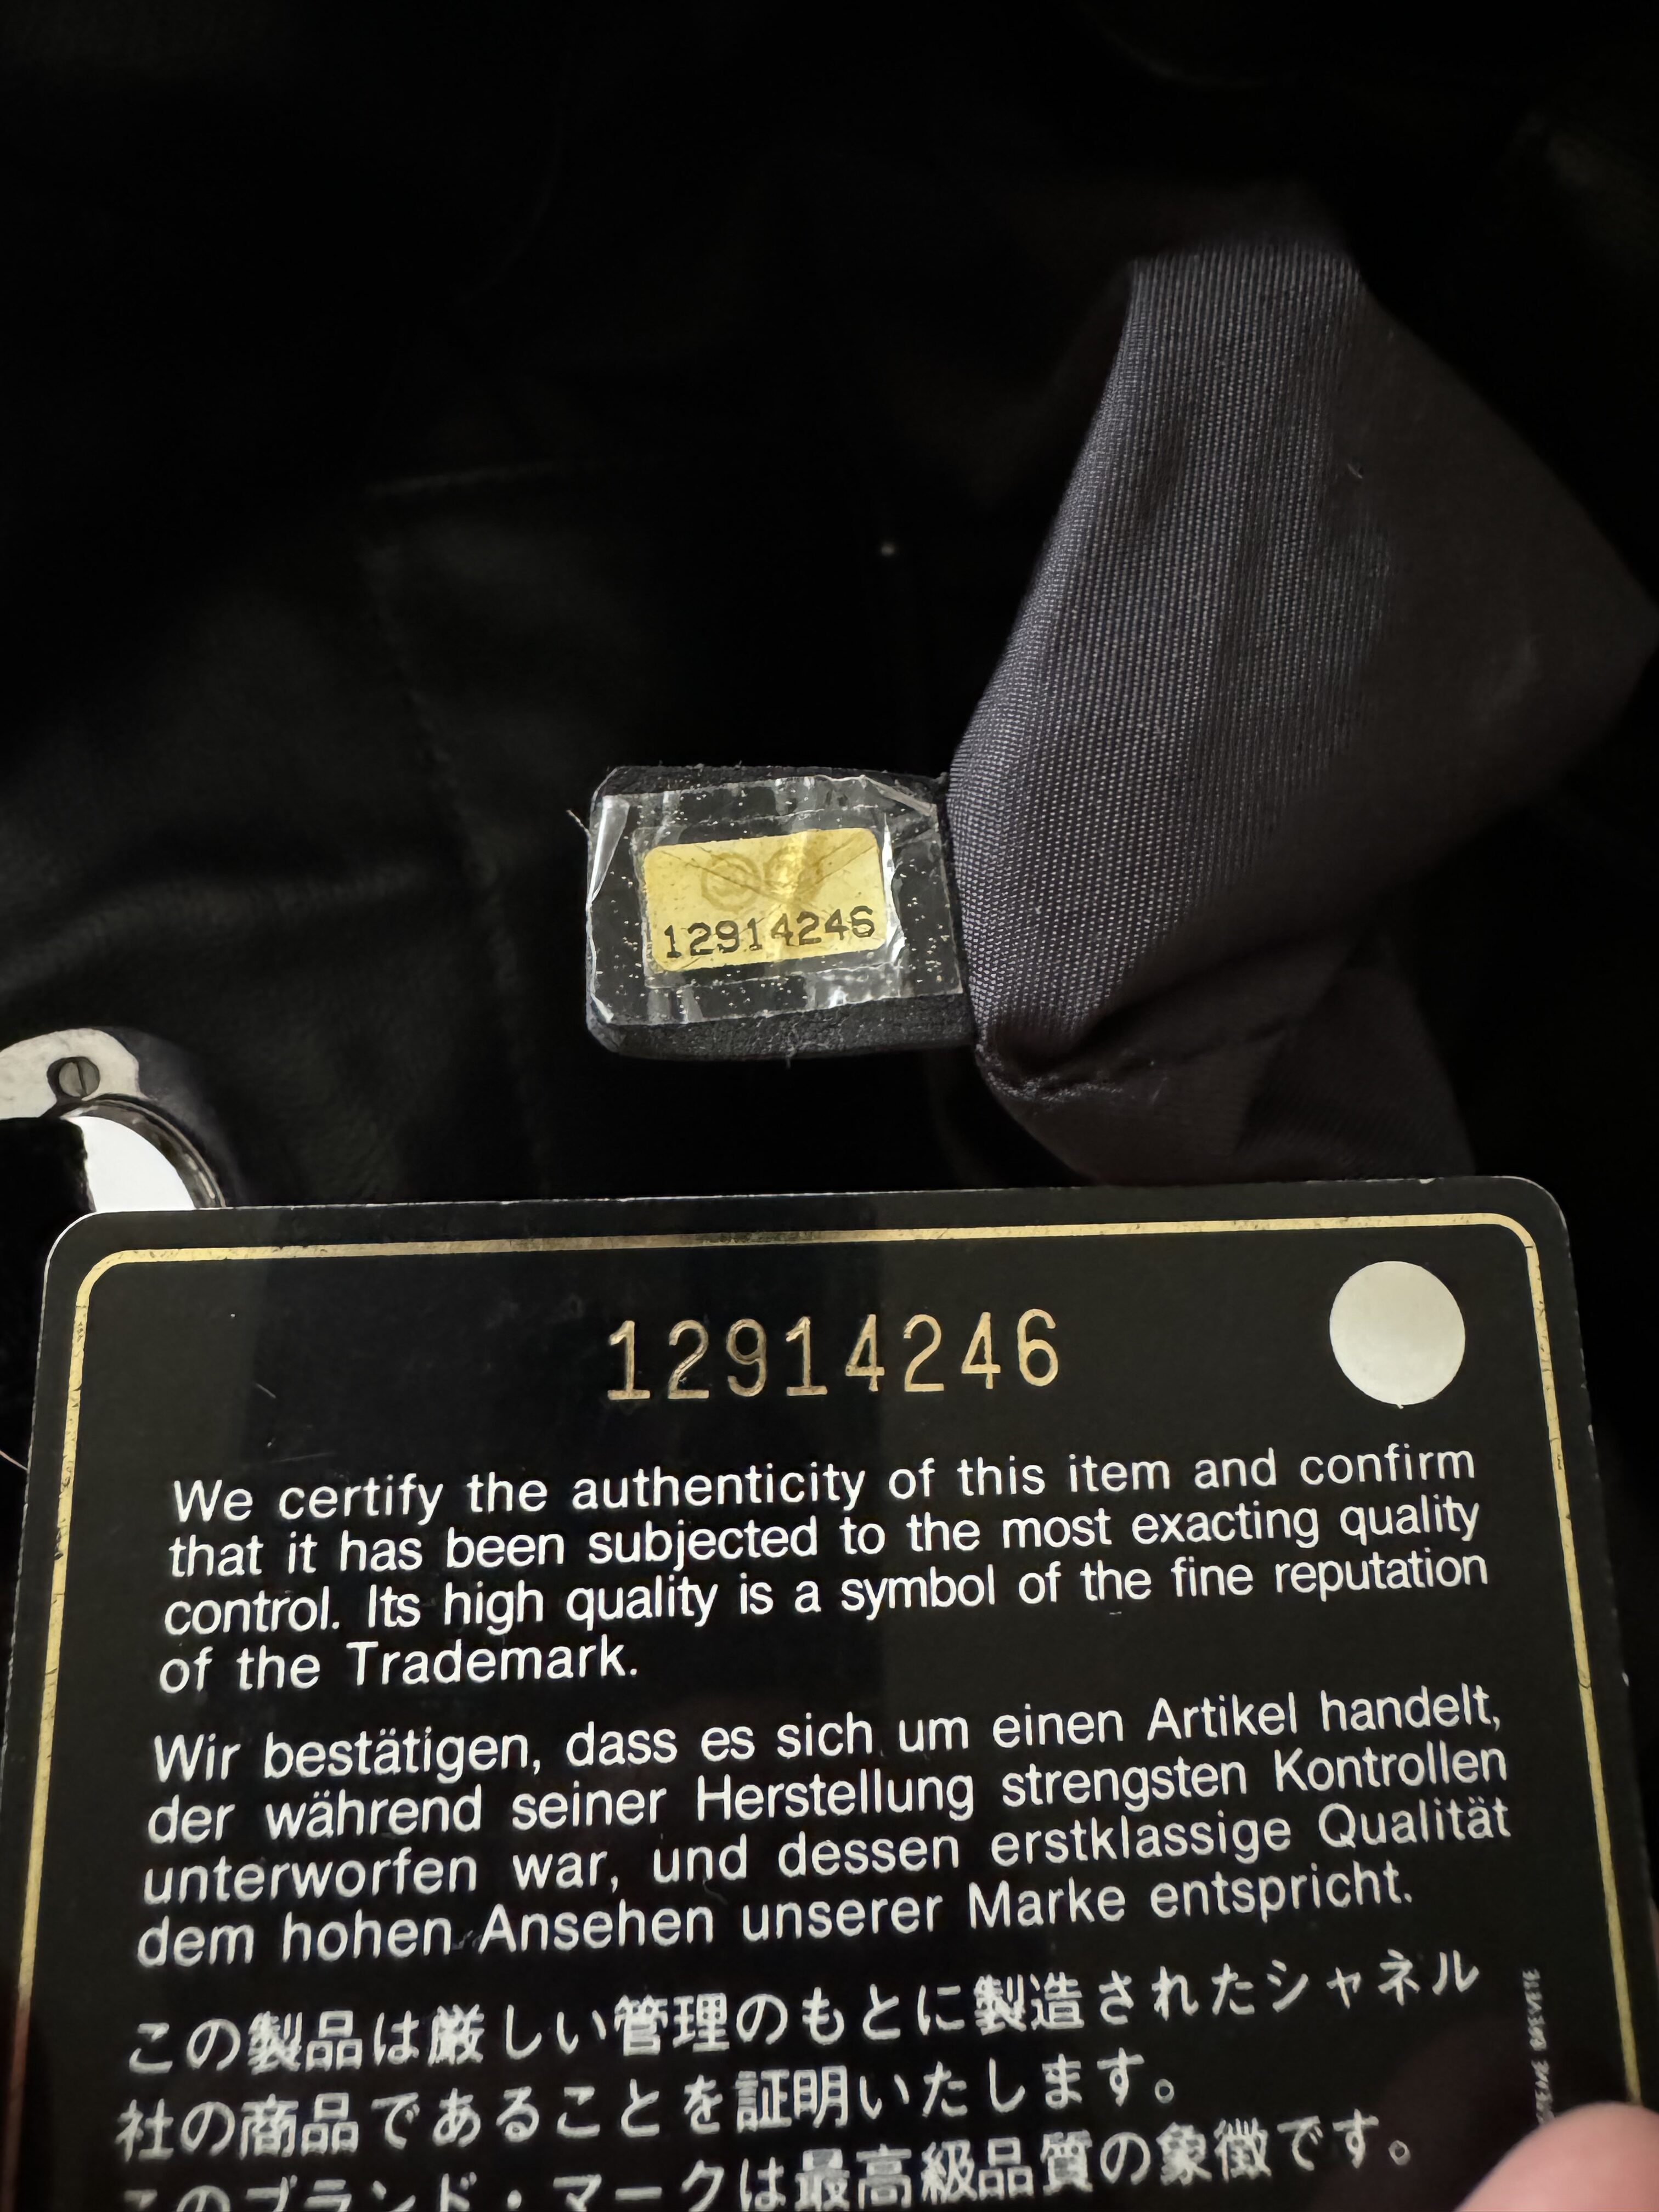 12914246
12914246
We certify the authenticity of this item and confirm
that it has been subjected to the most exacting quality
control. Its high quality is a symbol of the fine reputation
of the Trademark.
Wir bestätigen, dass es sich um einen Artikel handelt,
der während seiner Herstellung strengsten Kontrollen
unterworfen war, und dessen erstklassige Qualität
dem hohen Ansehen unserer Marke entspricht.
この製品は厳しい管理のもとに製造されたシャネル
社の商品であることを証明いたします。
このブランド・マークは最高級品質の象徴です。
BREVETE